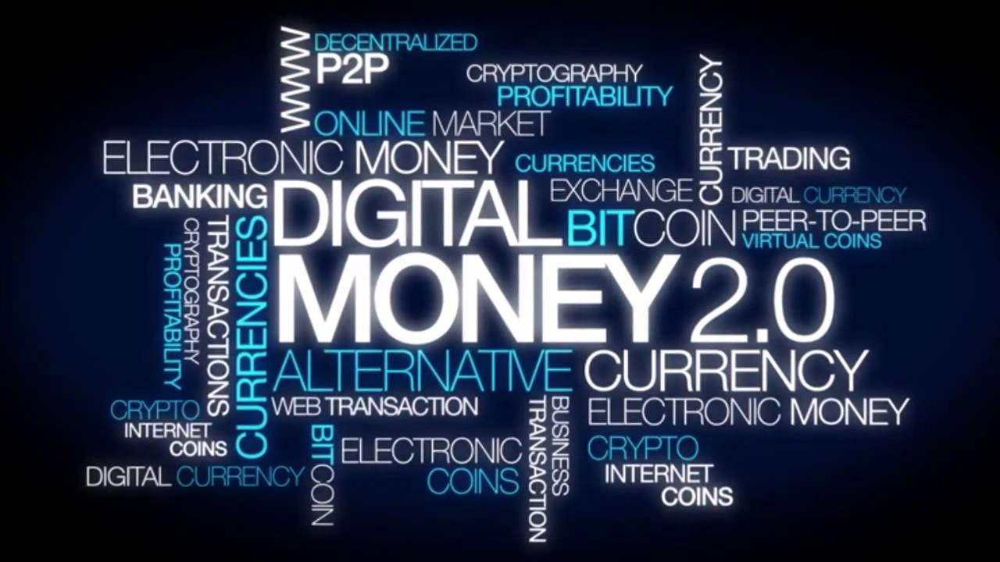 WWW
DECENTRALIZED
P2P
CRYPTOGRAPHY
PROFITABILITY
ONLINE MARKET
CURRENCY
ELECTRONIC MONEY
CURRENCIES
TRADING
BANKING
DIGITAL
EXCHANGE
DIGITAL CURRENCY
BITCOIN
PEER-TO-PEER
VIRTUAL COINS
PROFITABILITY
CRYPTOGRAPHY
TRANSACTIONS
CURRENCIES
MONEY 2.0
ALTERNATIVE CURRENCY
CRYPTO
INTERNET
COINS
WEB TRANSACTION
ELECTRONIC MONEY
DIGITAL CURRENCY
BITCOIN
ELECTRONIC
COINS
TRANSACTION
BUSINESS
CRYPTO
INTERNET
COINS